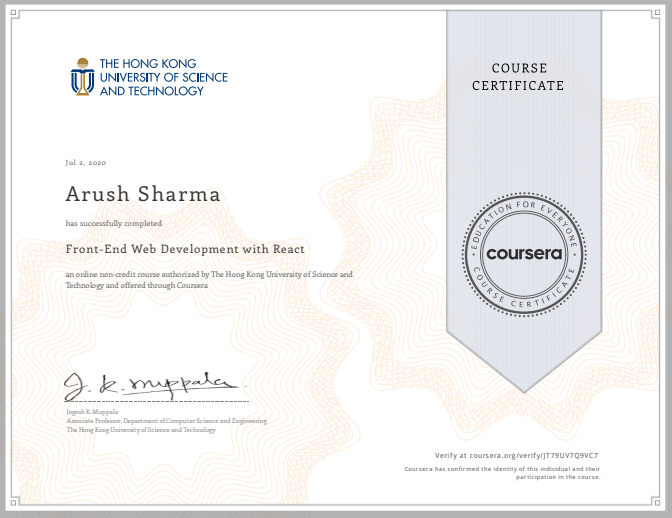 THE HONG KONG
UNIVERSITY OF SCIENCE
AND TECHNOLOGY
COURSE
CERTIFICATE
Jul 2, 2020
Arush Sharma
has successfully completed
Front-End Web Development with React
an online non-credit course authorized by The Hong Kong University of Science and
Technology and offered through Coursera
EDUCATION FOR EVERYONE
coursera
COURSE CERTIFICATE
J. K. Muppala
Jogesh K. Muppala
Associate Professor, Department of Computer Science and Engineering
The Hong Kong University of Science and Technology
Verify at coursera.org/verify/JT79UV7Q9VC7
Coursera has confirmed the identity of this individual and their
participation in the course.